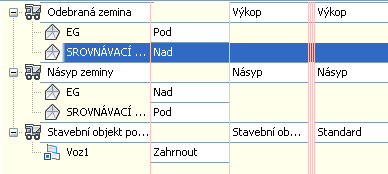 Odebraná zemina Výkop Výkop
EG Pod
SROVNÁVACÍ ... Nad
Násyp zeminy Násyp Násyp
EG Nad
SROVNÁVACÍ ... Pod
Stavební objekt po... Stavební ob... Standard
Voz1 Zahrnout